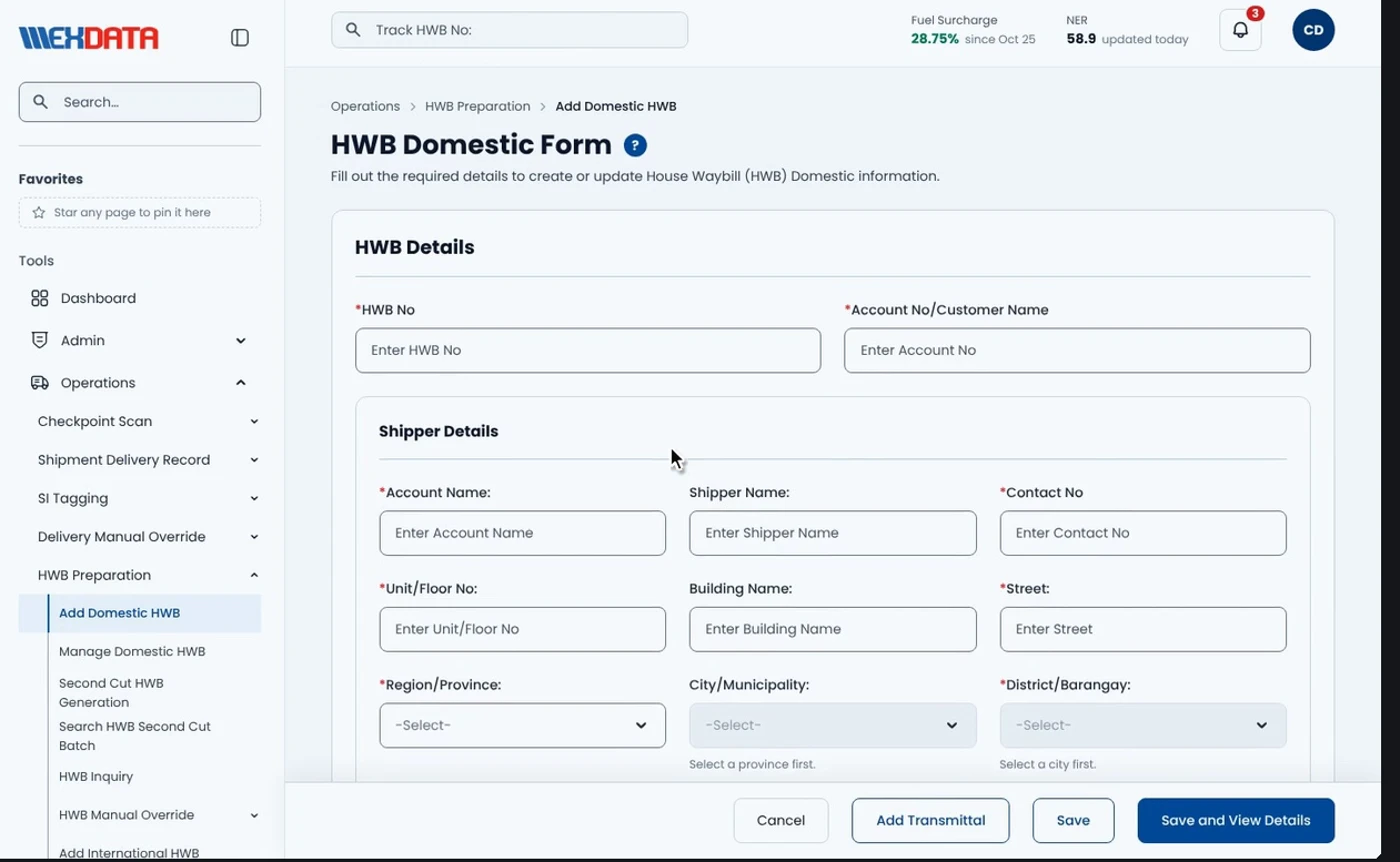 WEXDATA
Search...
Favorites
Star any page to pin it here
Tools
Dashboard
Admin
Operations
Checkpoint Scan
Shipment Delivery Record
SI Tagging
Delivery Manual Override
HWB Preparation
Add Domestic HWB
Manage Domestic HWB
Second Cut HWB
Generation
Search HWB Second Cut
Batch
HWB Inquiry
HWB Manual Override
Add International HWB
Track HWB No:
Fuel Surcharge
28.75% since Oct 25
NER
58.9 updated today
3
CD
Operations > HWB Preparation > Add Domestic HWB
HWB Domestic Form ?
Fill out the required details to create or update House Waybill (HWB) Domestic information.
HWB Details
*HWB No *Account No/Customer Name
Enter HWB No Enter Account No
Shipper Details
*Account Name: Shipper Name: *Contact No
Enter Account Name Enter Shipper Name Enter Contact No
*Unit/Floor No: Building Name: *Street:
Enter Unit/Floor No Enter Building Name Enter Street
*Region/Province: City/Municipality: *District/Barangay:
-Select- -Select- -Select-
Select a province first. Select a city first.
Cancel Add Transmittal Save Save and View Details